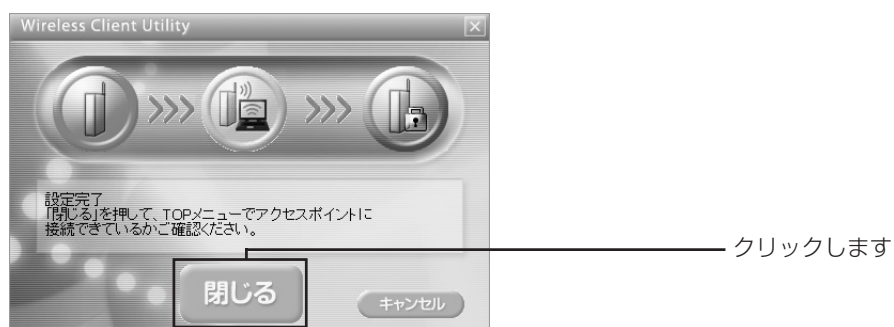 Wireless Client Utility
設定完了
「閉じる」を押して、TOPメニューでアクセスポイントに
接続できているかご確認ください。
クリックします
閉じる
キャンセル